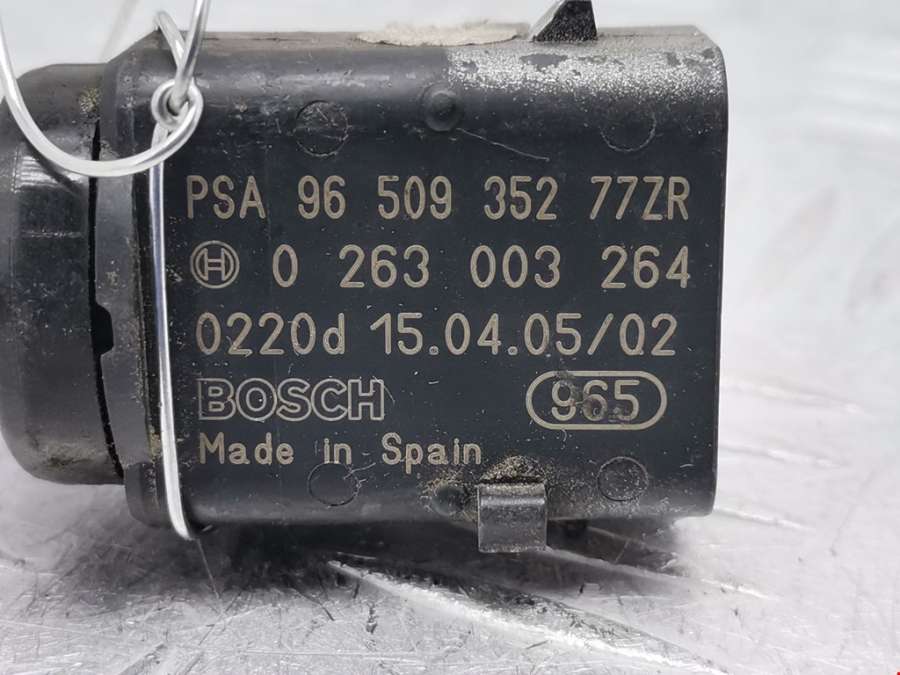 PSA 96 509 352 77ZR
0 263 003 264
0220d 15.04.05/02
BOSCH 965
Made in Spain